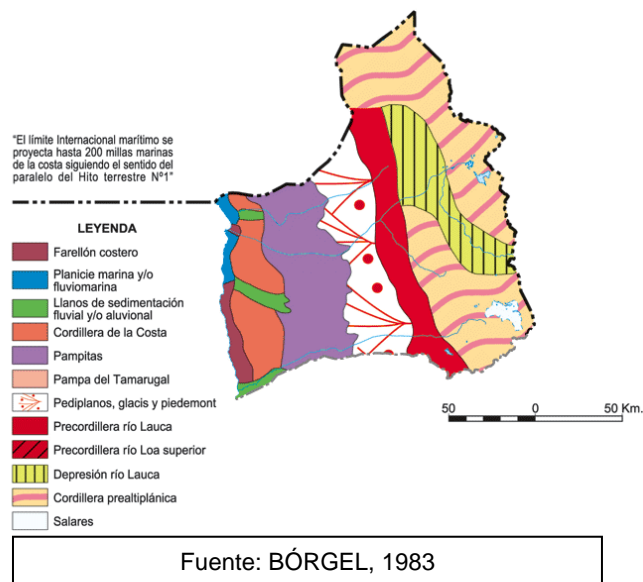 "El límite Internacional marítimo se
proyecta hasta 200 millas marinas
de la costa siguiendo el sentido del
paralelo del Hito terrestre Nº1"
LEYENDA
Farellón costero
Planicie marina y/o
fluviomarina
Llanos de sedimentación
fluvial y/o aluvional
Cordillera de la Costa
Pampitas
Pampa del Tamarugal
Pediplanos, glacis y piedemont
Precordillera río Lauca
Precordillera río Loa superior
Depresión río Lauca
Cordillera prealtiplánica
Salares
50 0 50 Km.
Fuente: BÓRGEL, 1983